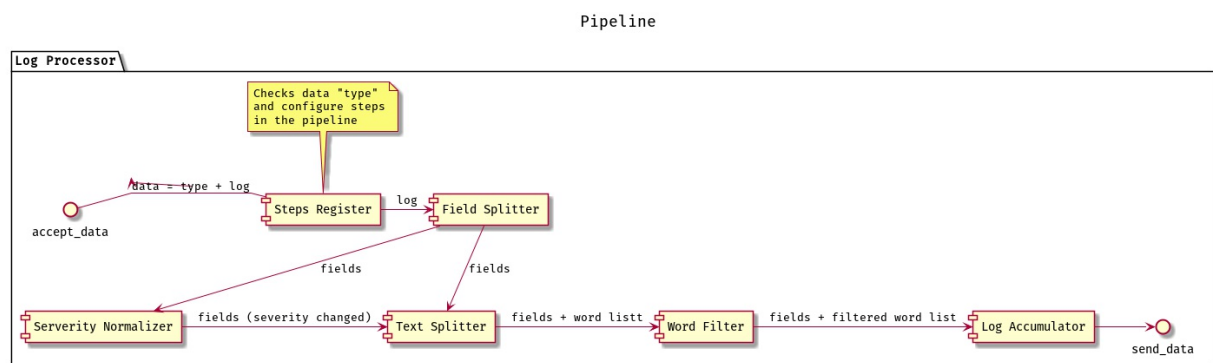 Pipeline
Log Processor
Checks data "type"
and configure steps
in the pipeline
data = type + log
accept_data
Steps Register
log
Field Splitter
fields
fields
Serverity Normalizer
fields (severity changed)
Text Splitter
fields + word listt
Word Filter
fields + filtered word list
Log Accumulator
send_data